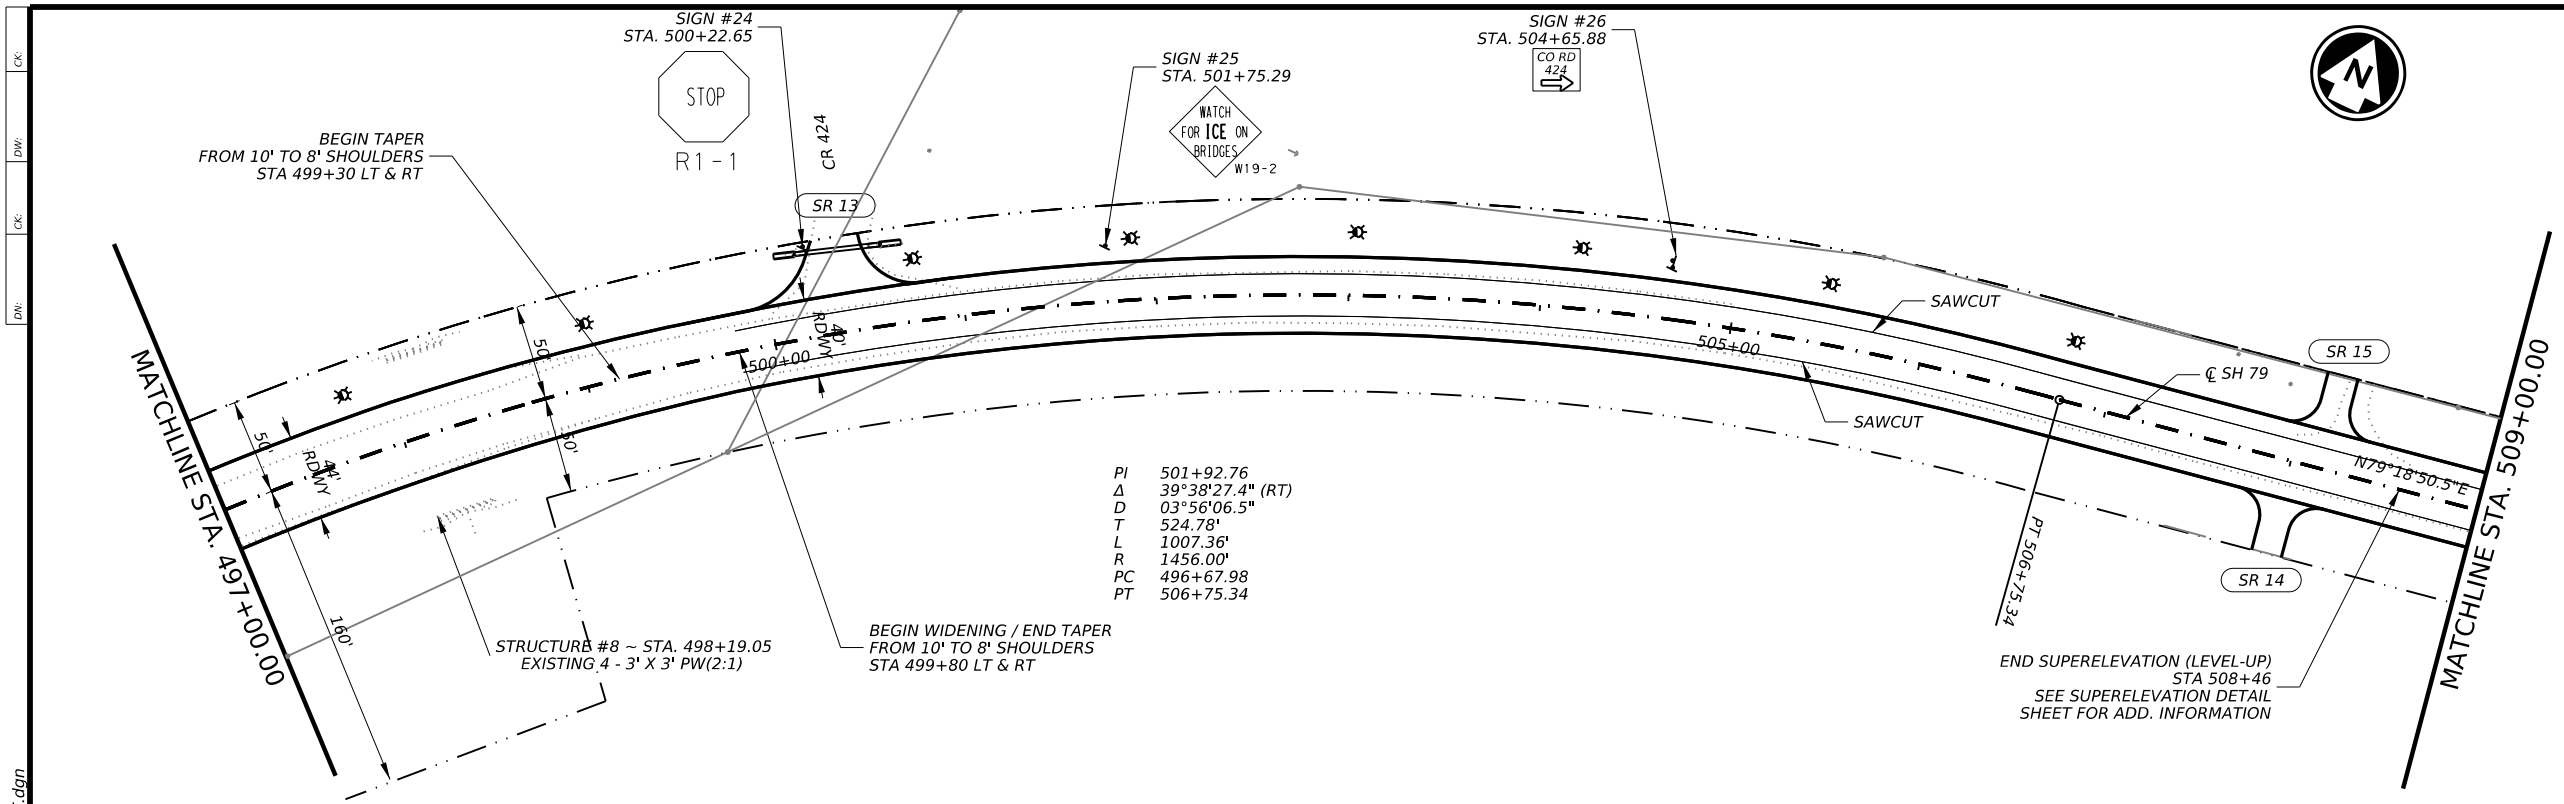 CK:
DW:
CK:
DN:
.dgn
SIGN #24
STA. 500+22.65
STOP
R1-1
CR 424
SIGN #25
STA. 501+75.29
WATCH
FOR ICE ON
BRIDGES
W19-2
SIGN #26
STA. 504+65.88
CO RD
424
N
BEGIN TAPER
FROM 10' TO 8' SHOULDERS
STA 499+30 LT & RT
SR 13
MATCHLINE STA. 497+00.00
50'
44'
RDWY
50'
50'
160'
500+00
40'
RDWY
505+00
SAWCUT
SAWCUT
℄ SH 79
SR 15
N79°18'50.5"E
MATCHLINE STA. 509+00.00
PT 506+75.34
SR 14
PI 501+92.76
Δ 39°38'27.4" (RT)
D 03°56'06.5"
T 524.78'
L 1007.36'
R 1456.00'
PC 496+67.98
PT 506+75.34
STRUCTURE #8 ~ STA. 498+19.05
EXISTING 4 - 3' X 3' PW(2:1)
BEGIN WIDENING / END TAPER
FROM 10' TO 8' SHOULDERS
STA 499+80 LT & RT
END SUPERELEVATION (LEVEL-UP)
STA 508+46
SEE SUPERELEVATION DETAIL
SHEET FOR ADD. INFORMATION